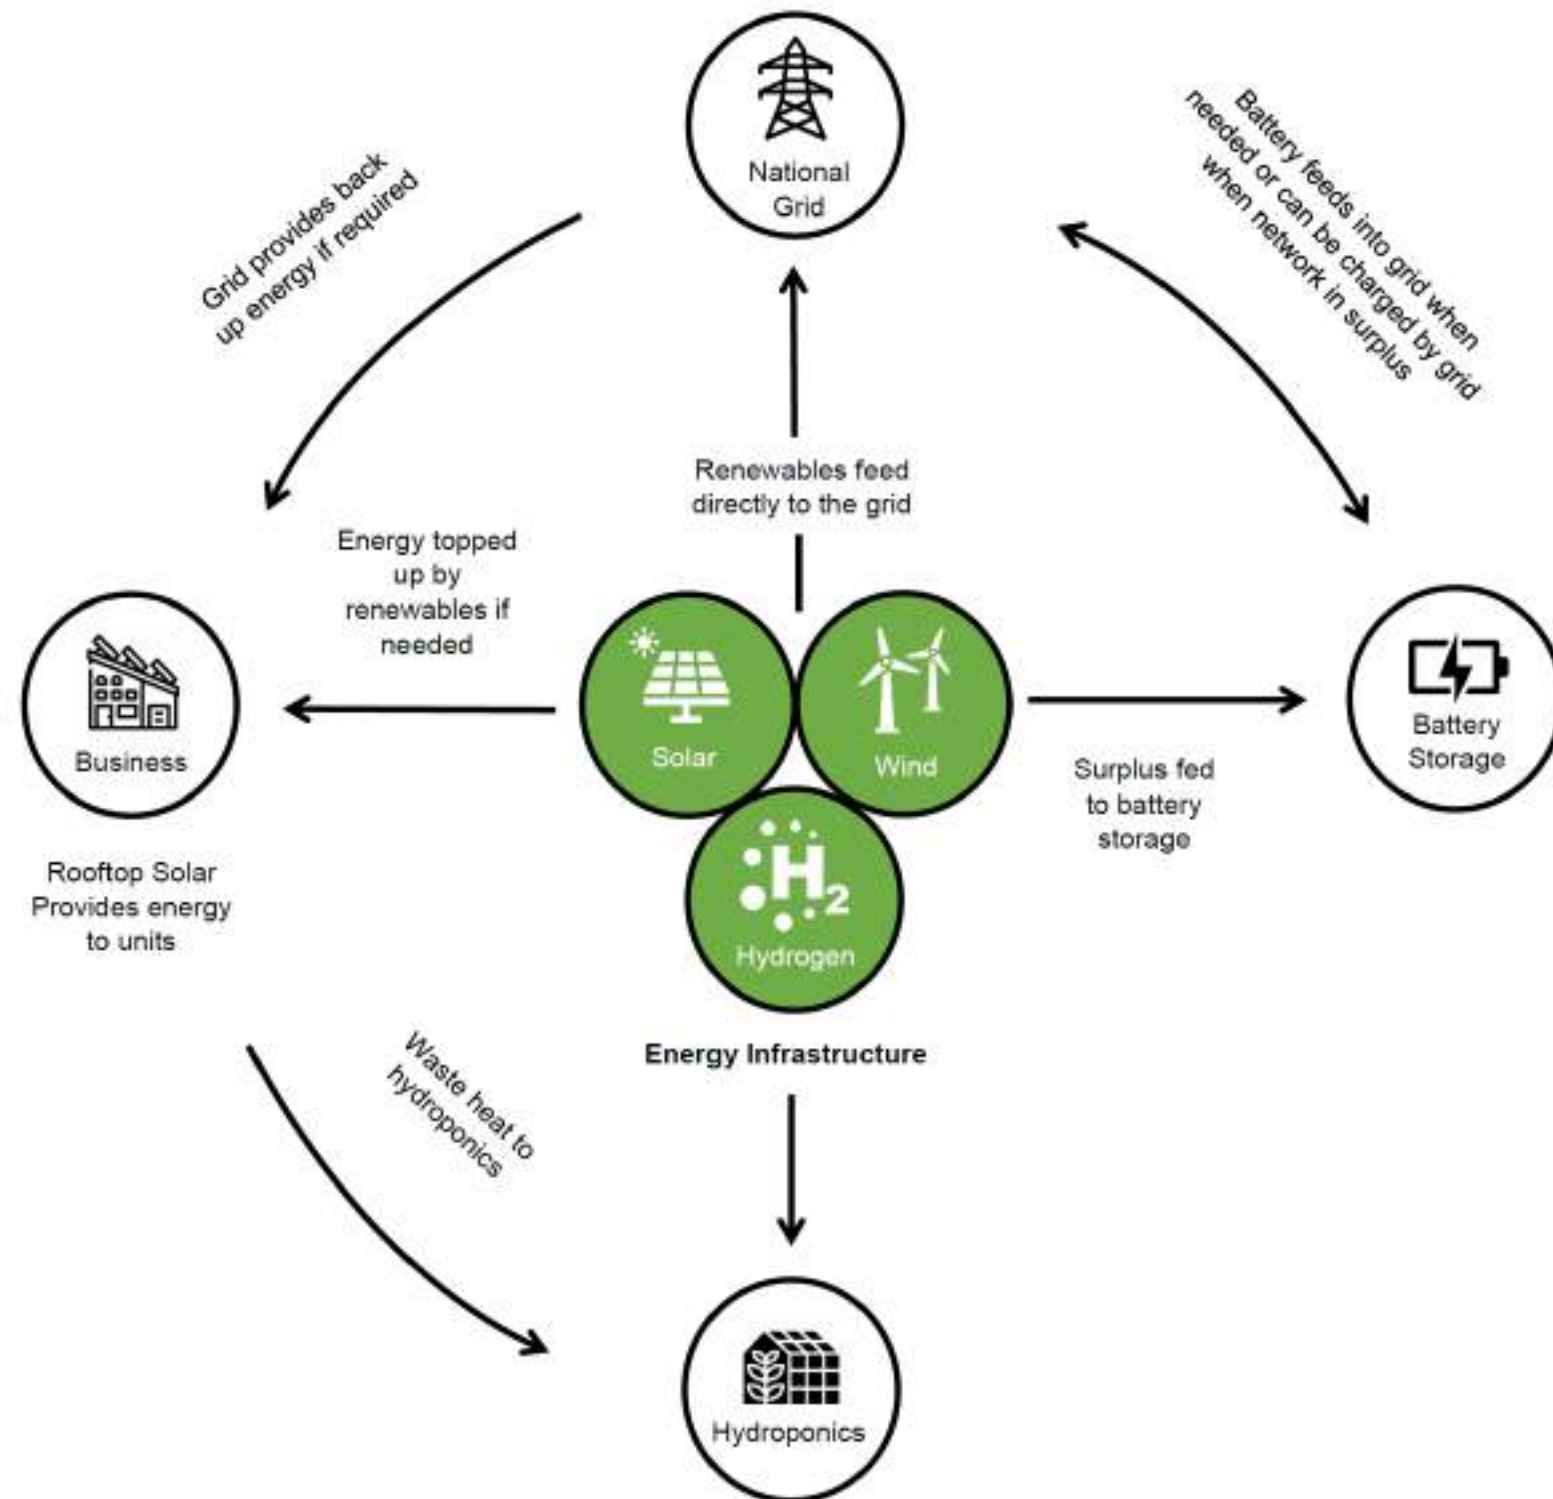 National
Grid
Battery feeds into grid when
needed or can be charged by grid
when network in surplus
Grid provides back
up energy if required
Renewables feed
directly to the grid
Energy topped
up by
renewables if
needed
Business
Solar
Wind
Battery
Storage
Surplus fed
to battery
storage
Rooftop Solar
Provides energy
to units
H2
Hydrogen
Energy Infrastructure
Waste heat to
hydroponics
Hydroponics